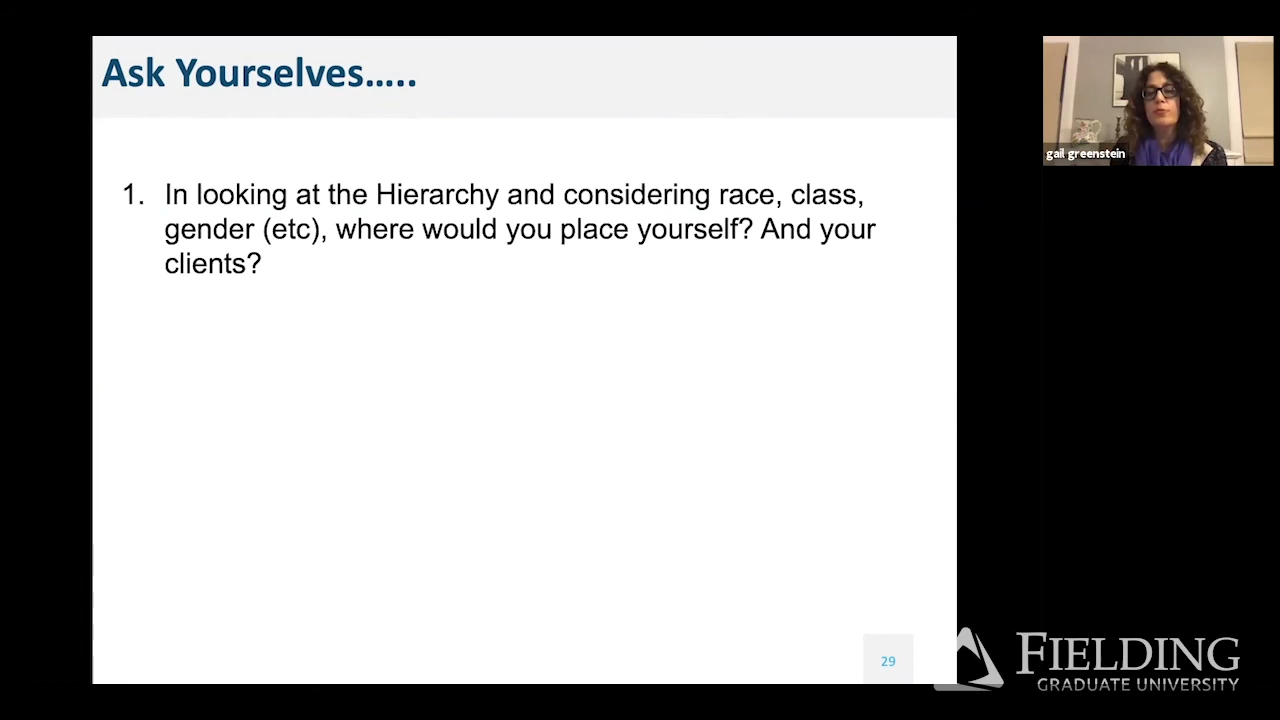 Ask Yourselves.....
1. In looking at the Hierarchy and considering race, class,
gender (etc), where would you place yourself? And your
clients?
29
gail greenstein
FIELDING
GRADUATE UNIVERSITY